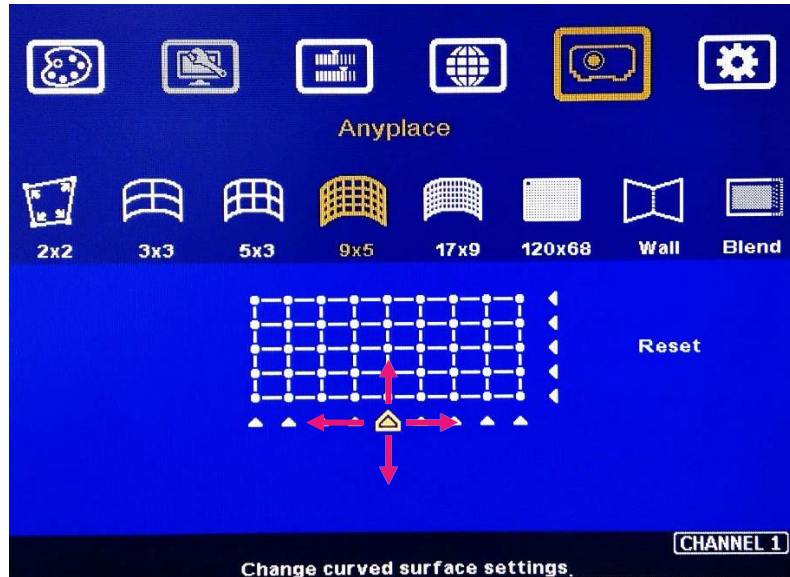 Anyplace
2x2 3x3 5x3 9x5 17x9 120x68 Wall Blend
Reset
CHANNEL 1
Change curved surface settings.